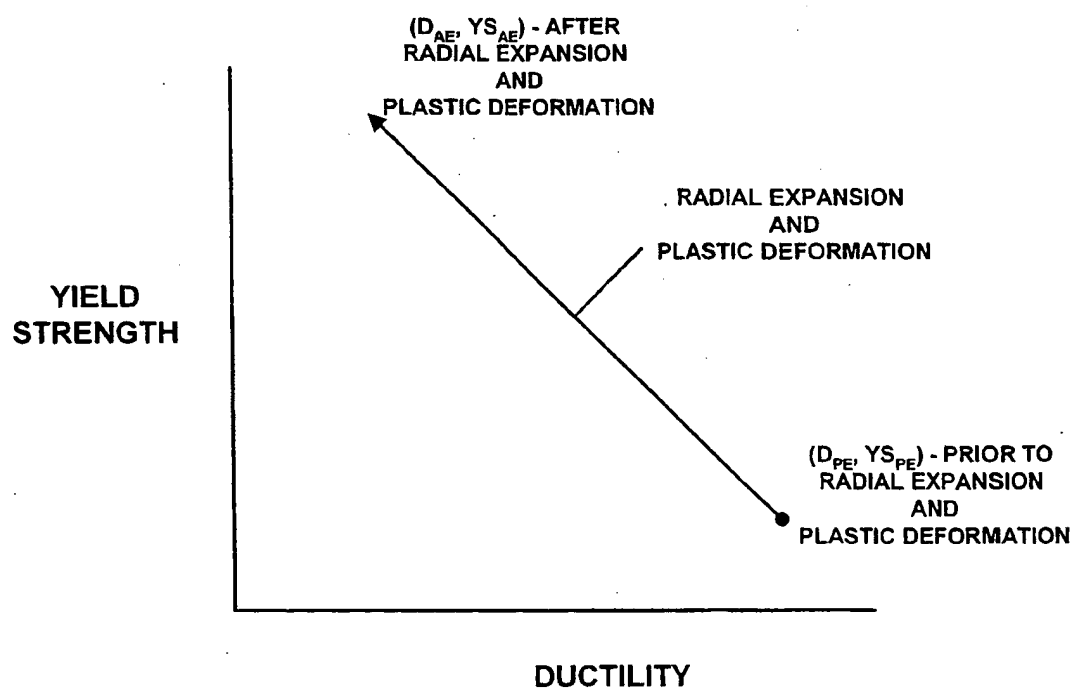 (D_AE, YS_AE) - AFTER
RADIAL EXPANSION
AND
PLASTIC DEFORMATION
RADIAL EXPANSION
AND
PLASTIC DEFORMATION
YIELD
STRENGTH
(D_PE, YS_PE) - PRIOR TO
RADIAL EXPANSION
AND
PLASTIC DEFORMATION
DUCTILITY